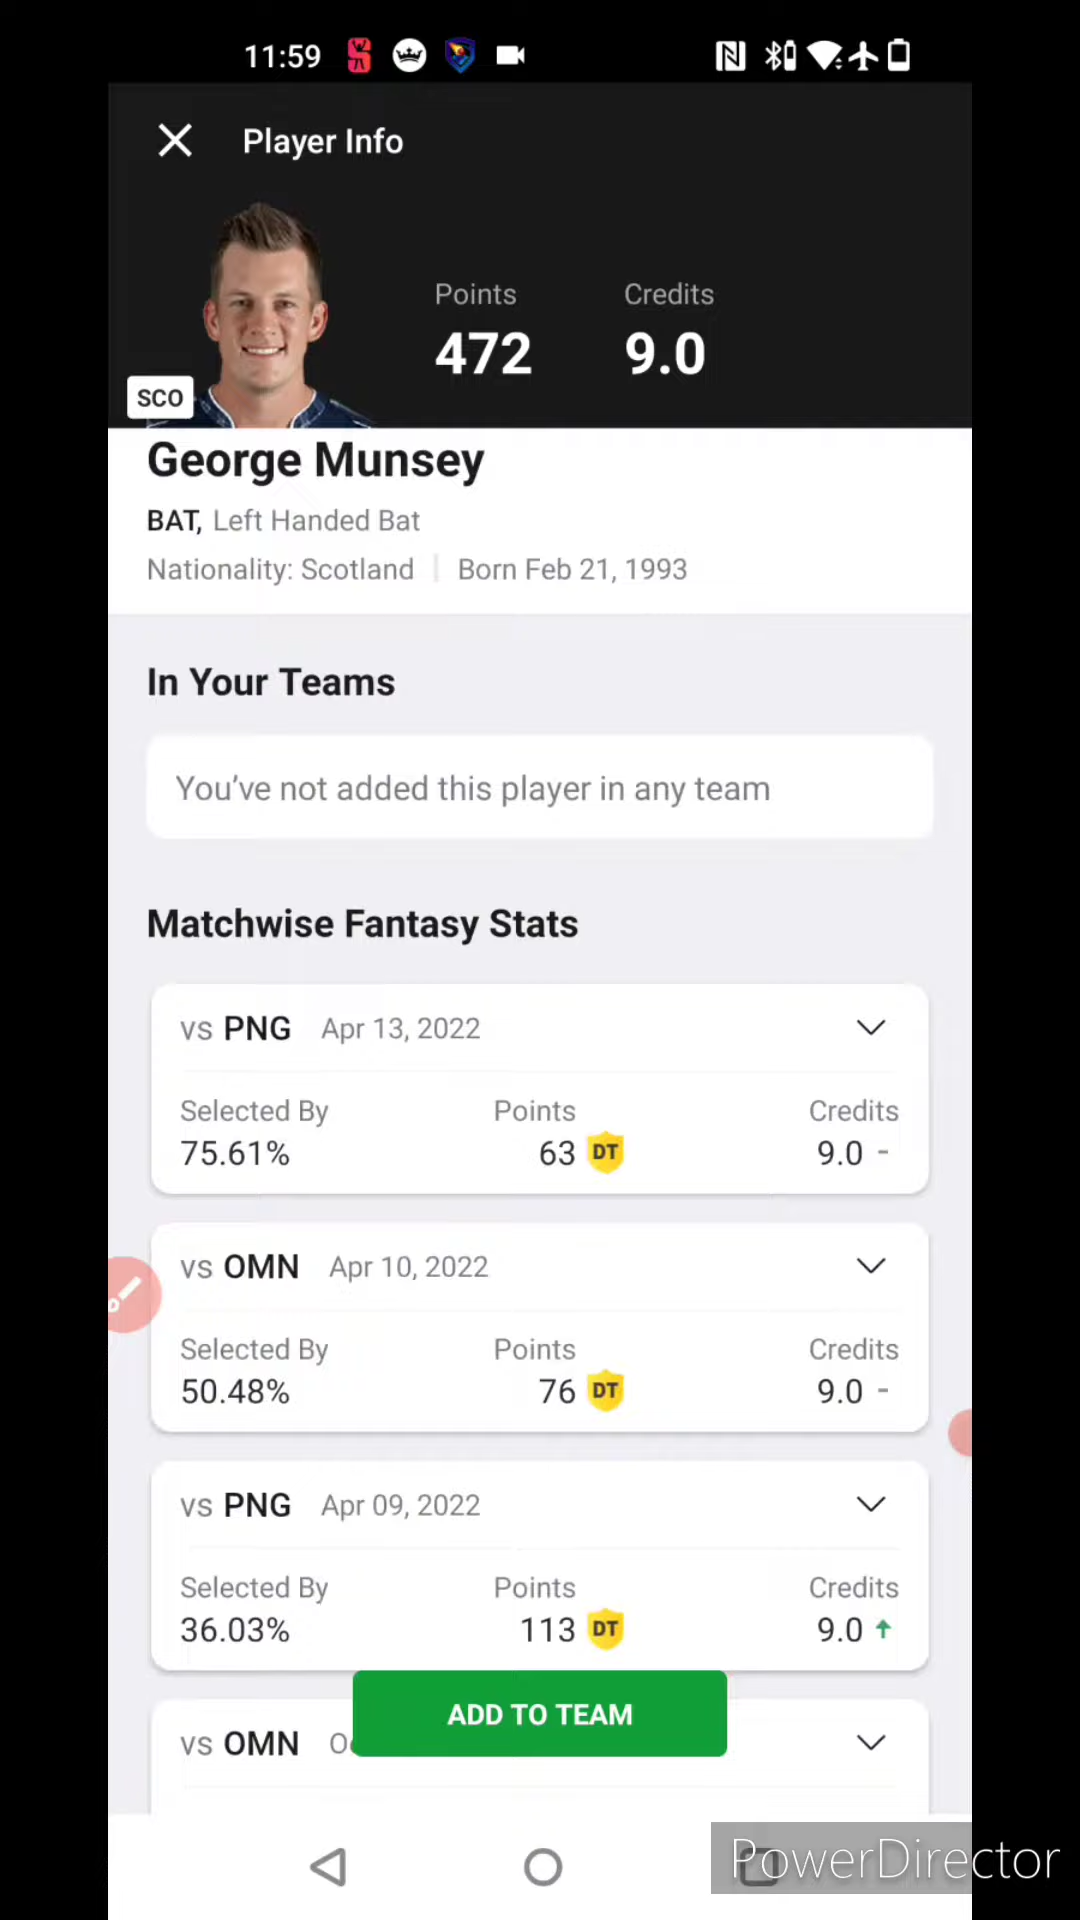 11:59
Player Info
Points Credits
472 9.0
SCO
George Munsey
BAT, Left Handed Bat
Nationality: Scotland Born Feb 21, 1993
In Your Teams
You’ve not added this player in any team
Matchwise Fantasy Stats
vs PNG Apr 13, 2022
Selected By Points Credits
75.61% 63 DT 9.0 -
vs OMN Apr 10, 2022
Selected By Points Credits
50.48% 76 DT 9.0 -
vs PNG Apr 09, 2022
Selected By Points Credits
36.03% 113 DT 9.0
ADD TO TEAM
vs OMN
PowerDirector